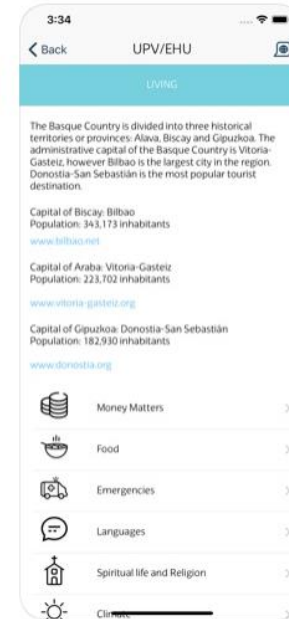 3:34
Back
UPV/EHU
LIVING
The Basque Country is divided into three historical
territories or provinces: Alava, Biscay and Gipuzkoa. The
administrative capital of the Basque Country is Vitoria-
Gasteiz, however Bilbao is the largest city in the region.
Donostia-San Sebastián is the most popular tourist
destination.
Capital of Biscay: Bilbao
Population: 343,173 inhabitants
www.bilbao.net
Capital of Araba: Vitoria-Gasteiz
Population: 223,702 inhabitants
www.vitoria-gasteiz.org
Capital of Gipuzkoa: Donostia-San Sebastián
Population: 182,930 inhabitants
www.donostia.org
Money Matters
Food
Emergencies
Languages
Spiritual life and Religion
Climate